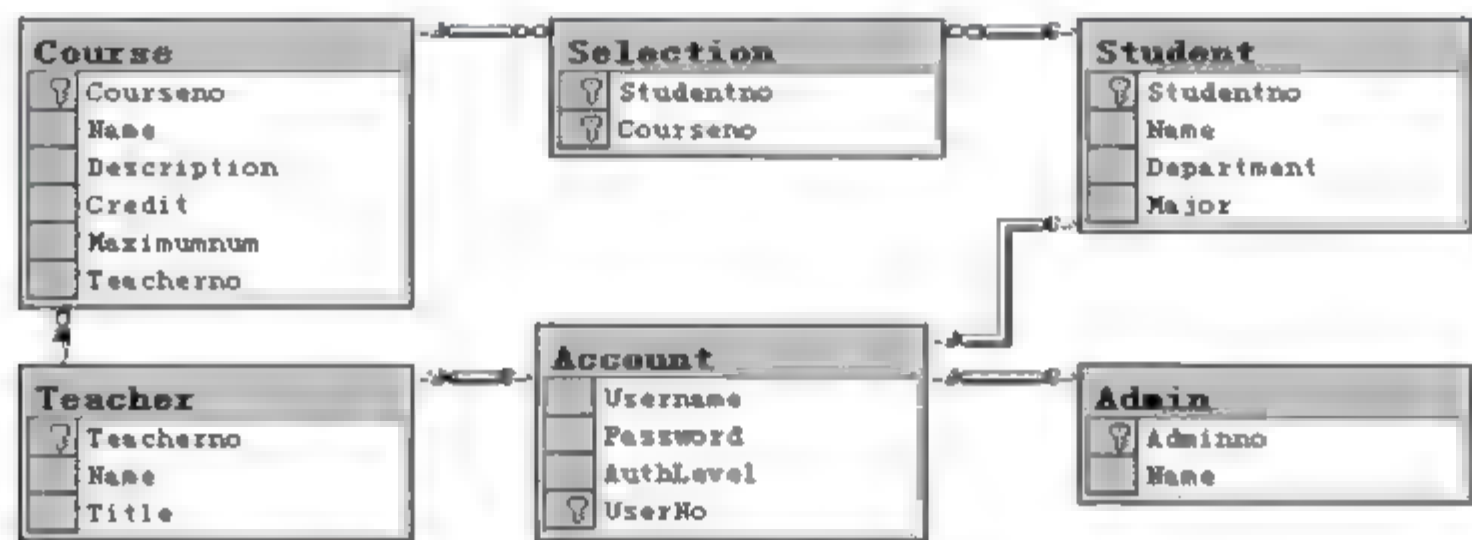 Course
Courseno
Name
Description
Credit
Maximumnum
Teacherno
Selection
Studentno
Courseno
Student
Studentno
Name
Department
Major
Teacher
Teacherno
Name
Title
Account
Username
Password
AuthLevel
UserNo
Admin
Adminno
Name